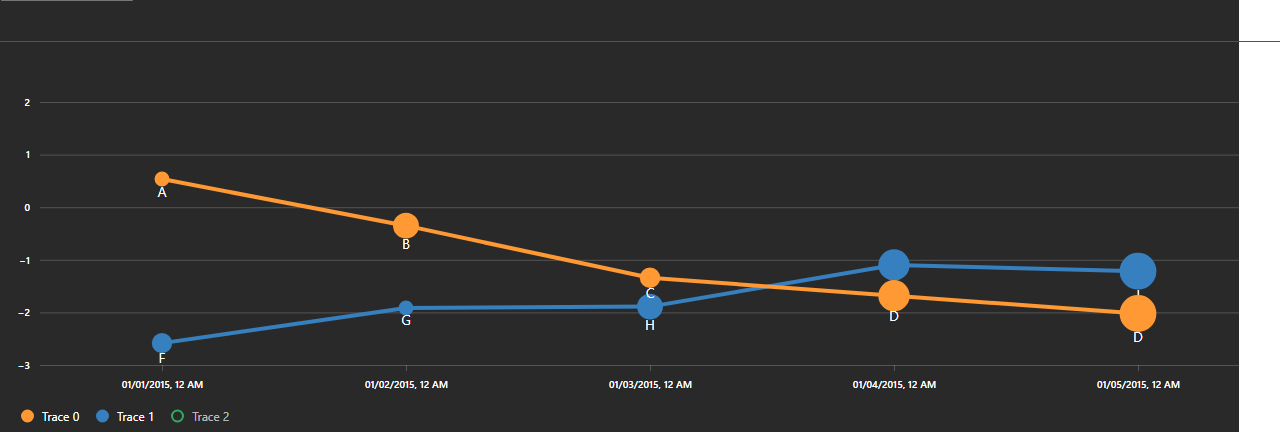 2
1
A
0
B
−1
C
I
−2
D
G
H
D
F
−3
01/01/2015, 12 AM 01/02/2015, 12 AM 01/03/2015, 12 AM 01/04/2015, 12 AM 01/05/2015, 12 AM
Trace 0 Trace 1 Trace 2